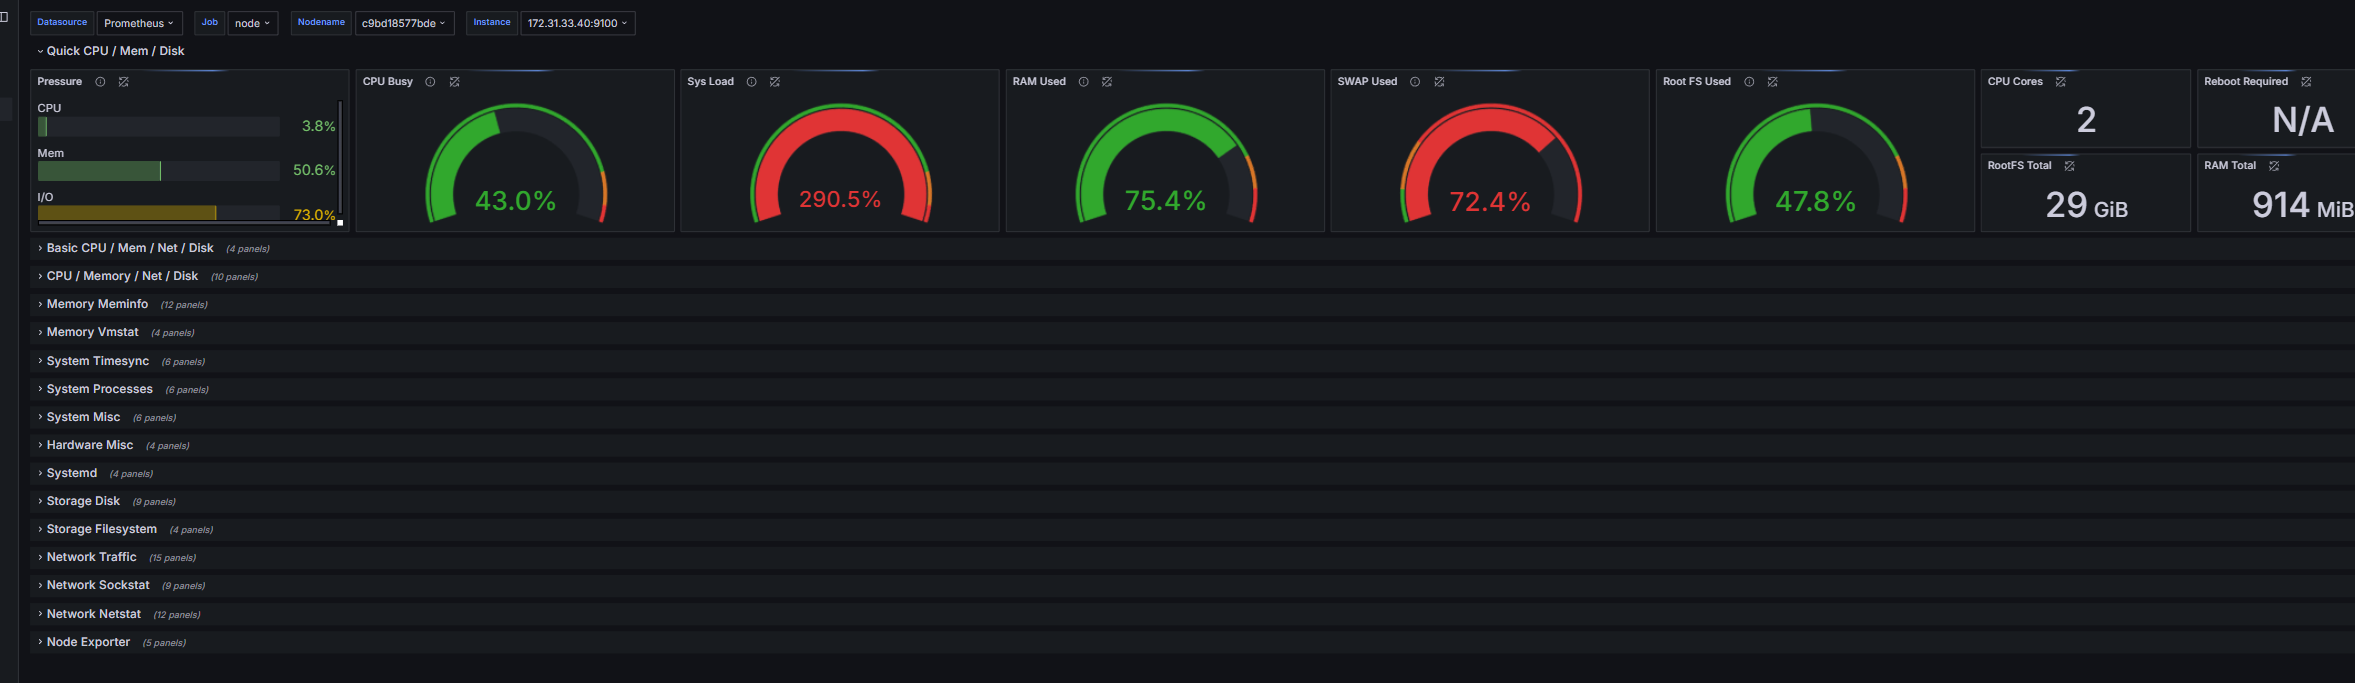 Datasource Prometheus Job node Nodename c9bd18577bde Instance 172.31.33.40:9100
Quick CPU / Mem / Disk
Pressure CPU Busy Sys Load RAM Used SWAP Used Root FS Used CPU Cores Reboot Required
CPU
3.8%
Mem
50.6%
I/O
73.0%
43.0%
290.5%
75.4%
72.4%
47.8%
2
N/A
RootFS Total RAM Total
29 GiB
914 MiB
Basic CPU / Mem / Net / Disk (4 panels)
CPU / Memory / Net / Disk (10 panels)
Memory Meminfo (12 panels)
Memory Vmstat (4 panels)
System Timesync (6 panels)
System Processes (6 panels)
System Misc (6 panels)
Hardware Misc (4 panels)
Systemd (4 panels)
Storage Disk (9 panels)
Storage Filesystem (4 panels)
Network Traffic (15 panels)
Network Sockstat (9 panels)
Network Netstat (12 panels)
Node Exporter (5 panels)